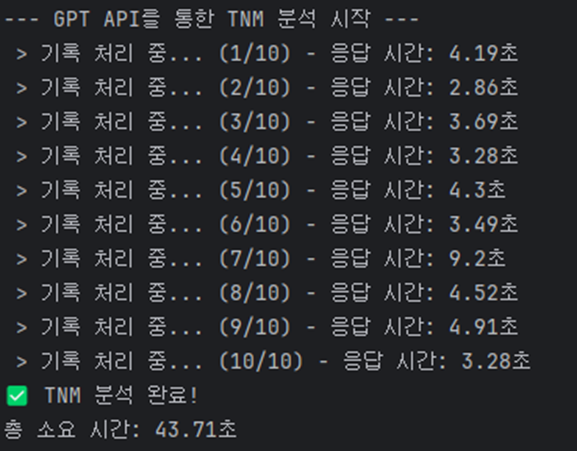 --- GPT API를 통한 TNM 분석 시작 ---
> 기록 처리 중... (1/10) - 응답 시간: 4.19초
> 기록 처리 중... (2/10) - 응답 시간: 2.86초
> 기록 처리 중... (3/10) - 응답 시간: 3.69초
> 기록 처리 중... (4/10) - 응답 시간: 3.28초
> 기록 처리 중... (5/10) - 응답 시간: 4.3초
> 기록 처리 중... (6/10) - 응답 시간: 3.49초
> 기록 처리 중... (7/10) - 응답 시간: 9.2초
> 기록 처리 중... (8/10) - 응답 시간: 4.52초
> 기록 처리 중... (9/10) - 응답 시간: 4.91초
> 기록 처리 중... (10/10) - 응답 시간: 3.28초
✅ TNM 분석 완료!
총 소요 시간: 43.71초